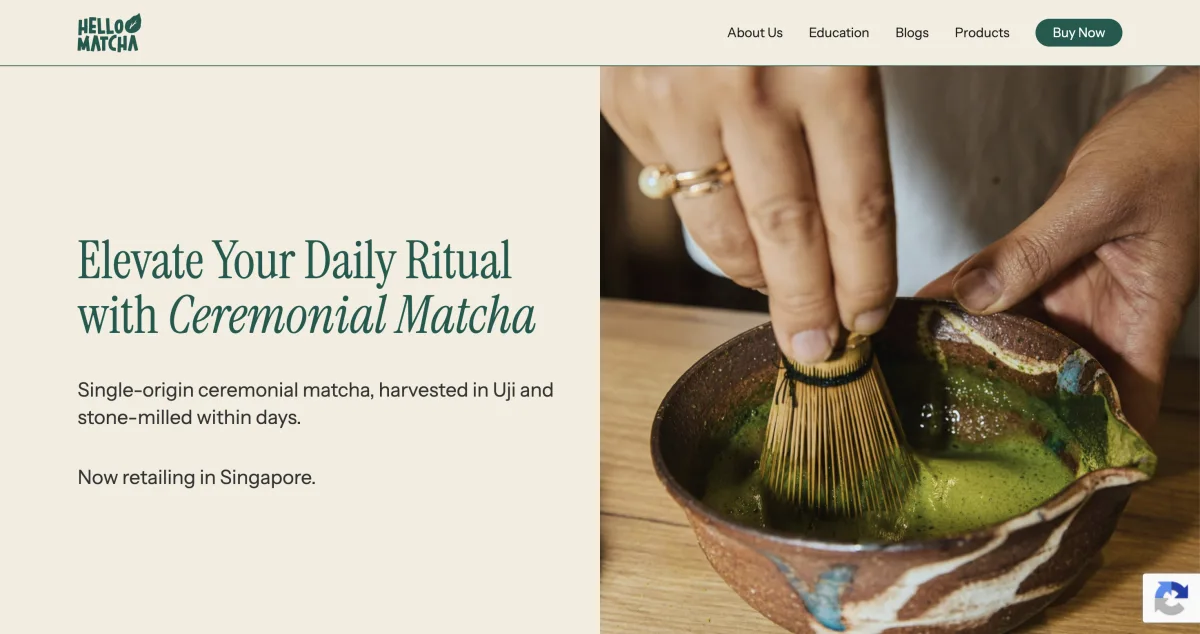 HELLO
MATCHA
About Us
Education
Blogs
Products
Buy Now
Elevate Your Daily Ritual
with Ceremonial Matcha
Single-origin ceremonial matcha, harvested in Uji and
stone-milled within days.
Now retailing in Singapore.